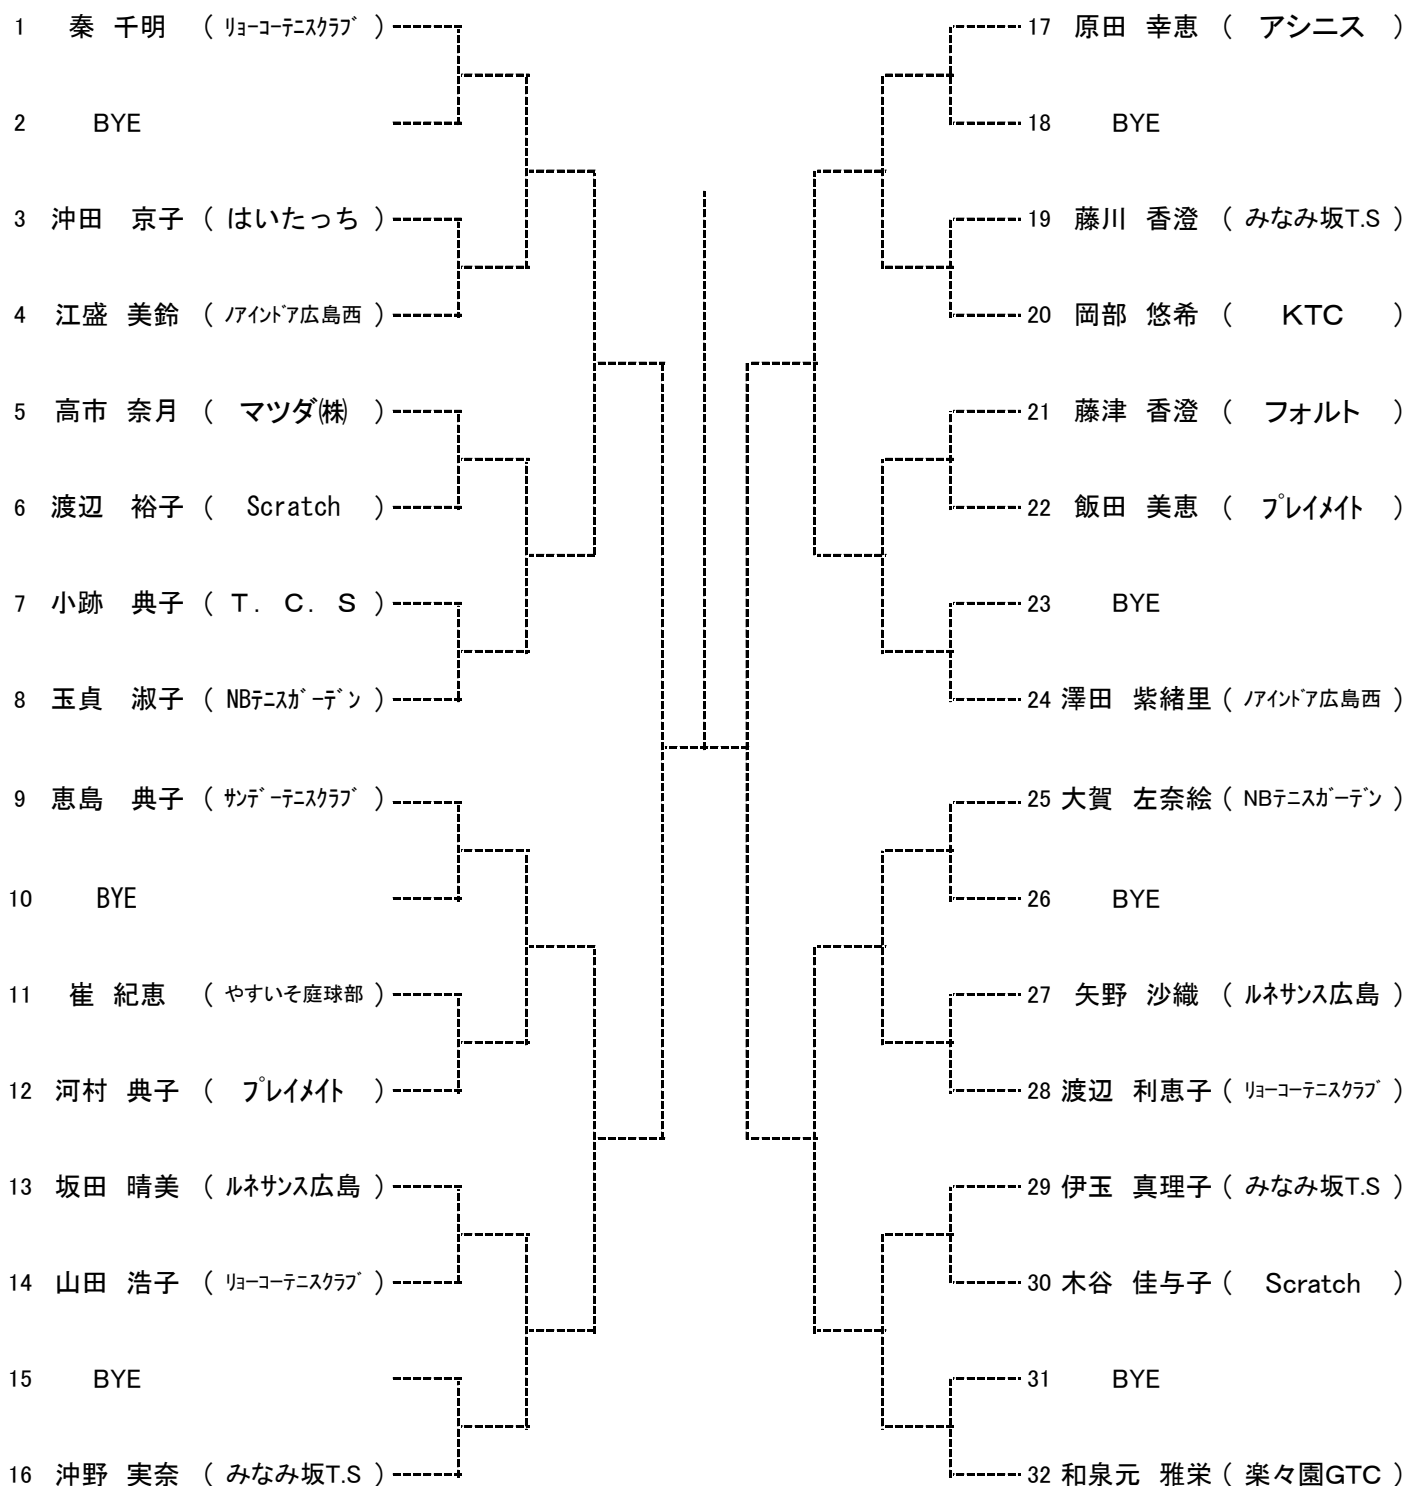 1 秦 千明 ( ﾘｮｰｺｰﾃﾆｽｸﾗﾌﾞ )
2 BYE
3 沖田 京子 ( はいたっち )
4 江盛 美鈴 ( ﾉｱｲﾝﾄﾞｱ広島西 )
5 高市 奈月 ( マツダ㈱ )
6 渡辺 裕子 ( Scratch )
7 小跡 典子 ( Ｔ． Ｃ． Ｓ )
8 玉貞 淑子 ( NBﾃﾆｽｶﾞｰﾃﾞﾝ )
9 恵島 典子 ( ｻﾝﾃﾞｰﾃﾆｽｸﾗﾌﾞ )
10 BYE
11 崔 紀恵 ( やすいそ庭球部 )
12 河村 典子 ( ﾌﾟﾚｲﾒｲﾄ )
13 坂田 晴美 ( ﾙﾈｻﾝｽ広島 )
14 山田 浩子 ( ﾘｮｰｺｰﾃﾆｽｸﾗﾌﾞ )
15 BYE
16 沖野 実奈 ( みなみ坂T.S )
17 原田 幸恵 ( アシニス )
18 BYE
19 藤川 香澄 ( みなみ坂T.S )
20 岡部 悠希 ( ＫＴＣ )
21 藤津 香澄 ( フォルト )
22 飯田 美恵 ( ﾌﾟﾚｲﾒｲﾄ )
23 BYE
24 澤田 紫緒里 ( ﾉｱｲﾝﾄﾞｱ広島西 )
25 大賀 左奈絵 ( NBﾃﾆｽｶﾞｰﾃﾞﾝ )
26 BYE
27 矢野 沙織 ( ﾙﾈｻﾝｽ広島 )
28 渡辺 利恵子 ( ﾘｮｰｺｰﾃﾆｽｸﾗﾌﾞ )
29 伊玉 真理子 ( みなみ坂T.S )
30 木谷 佳与子 ( Scratch )
31 BYE
32 和泉元 雅栄 ( 楽々園GTC )